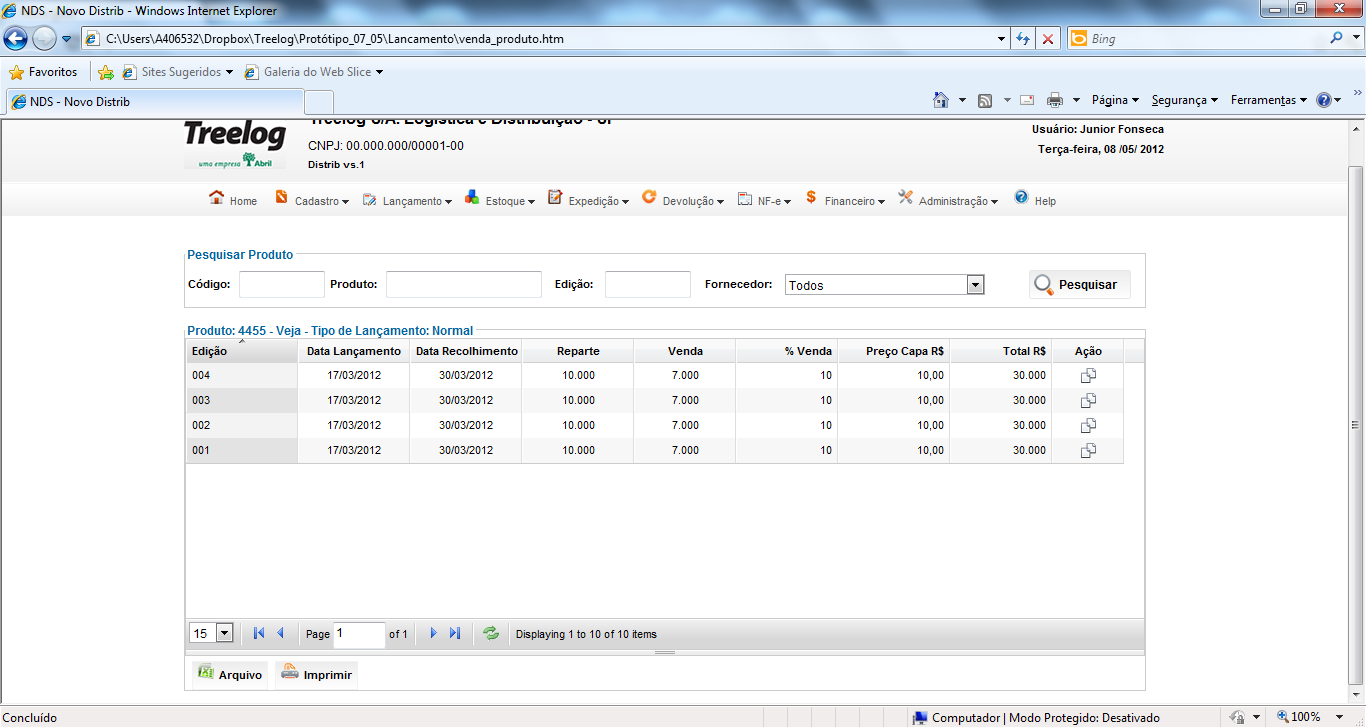 NDS - Novo Distrib - Windows Internet Explorer
C:\Users\A406532\Dropbox\Treelog\Protótipo_07_05\Lancamento\venda_produto.htm
Bing
Favoritos Sites Sugeridos Galeria do Web Slice
NDS - Novo Distrib
Página Segurança Ferramentas
Treelog
uma empresa Abril
Treelog S/A. Logística e Distribuição - SP
CNPJ: 00.000.000/00001-00
Distrib vs.1
Usuário: Junior Fonseca
Terça-feira, 08 /05/ 2012
Home Cadastro Lançamento Estoque Expedição Devolução NF-e Financeiro Administração Help
Pesquisar Produto
Código: Produto: Edição: Fornecedor: Todos Pesquisar
Produto: 4455 - Veja - Tipo de Lançamento: Normal
Edição Data Lançamento Data Recolhimento Reparte Venda % Venda Preço Capa R$ Total R$ Ação
004 17/03/2012 30/03/2012 10.000 7.000 10 10,00 30.000
003 17/03/2012 30/03/2012 10.000 7.000 10 10,00 30.000
002 17/03/2012 30/03/2012 10.000 7.000 10 10,00 30.000
001 17/03/2012 30/03/2012 10.000 7.000 10 10,00 30.000
15 Page 1 of 1 Displaying 1 to 10 of 10 items
Arquivo Imprimir
Concluído
Computador | Modo Protegido: Desativado
100%